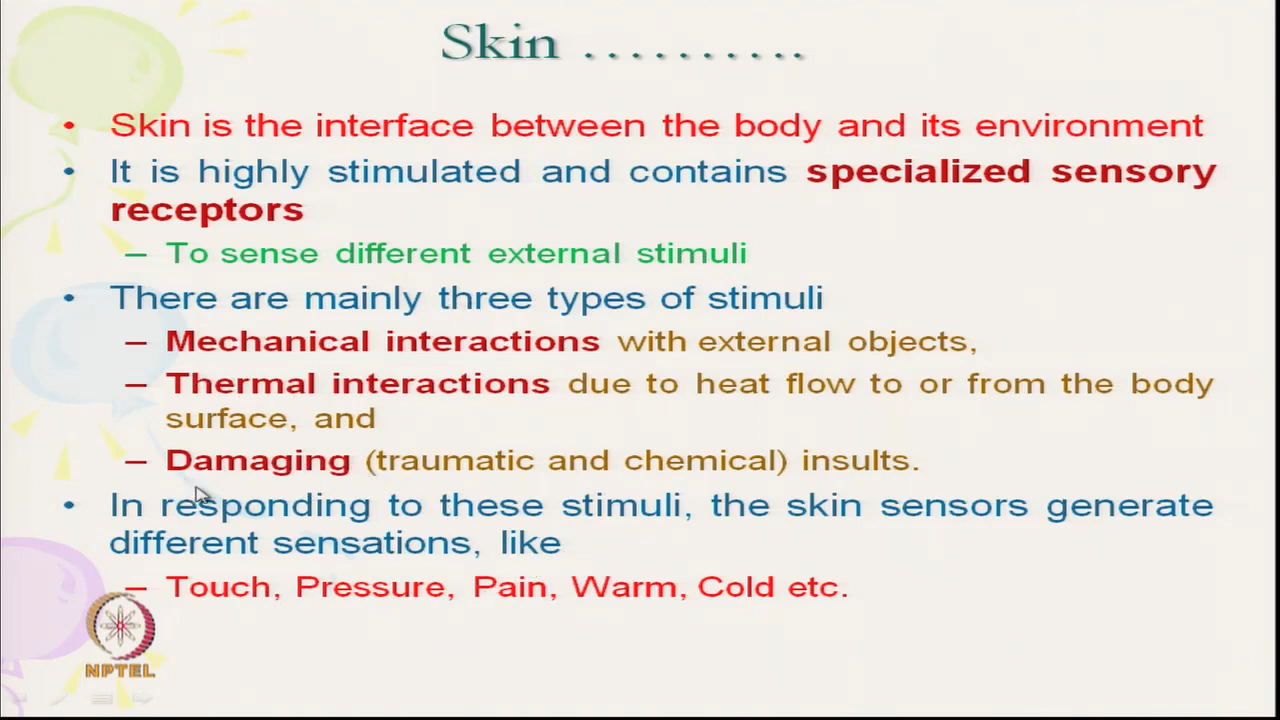 Skin ..........
• Skin is the interface between the body and its environment
• It is highly stimulated and contains specialized sensory
receptors
– To sense different external stimuli
• There are mainly three types of stimuli
– Mechanical interactions with external objects,
– Thermal interactions due to heat flow to or from the body
surface, and
– Damaging (traumatic and chemical) insults.
• In responding to these stimuli, the skin sensors generate
different sensations, like
– Touch, Pressure, Pain, Warm, Cold etc.
NPTEL